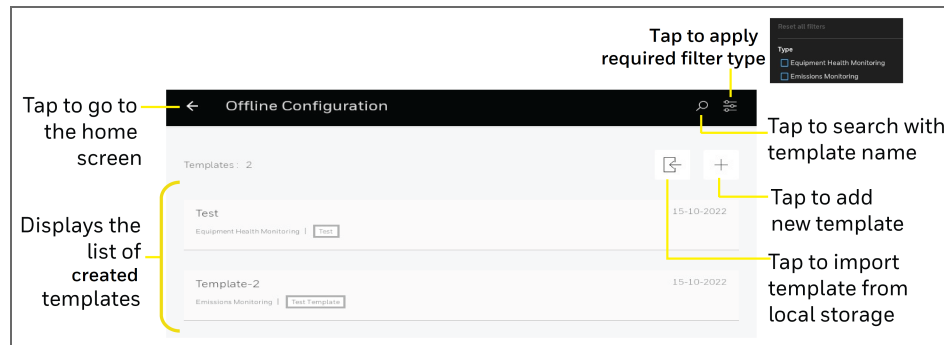 Tap to apply
required filter type
Reset all filters
Type
Equipment Health Monitoring
Emissions Monitoring
Tap to go to
the home
screen
Offline Configuration
Tap to search with
template name
Templates: 2
Tap to add
new template
Displays the
list of
created
templates
Test
15-10-2022
Equipment Health Monitoring | Test
Tap to import
template from
local storage
Template-2
15-10-2022
Emissions Monitoring | Test Template